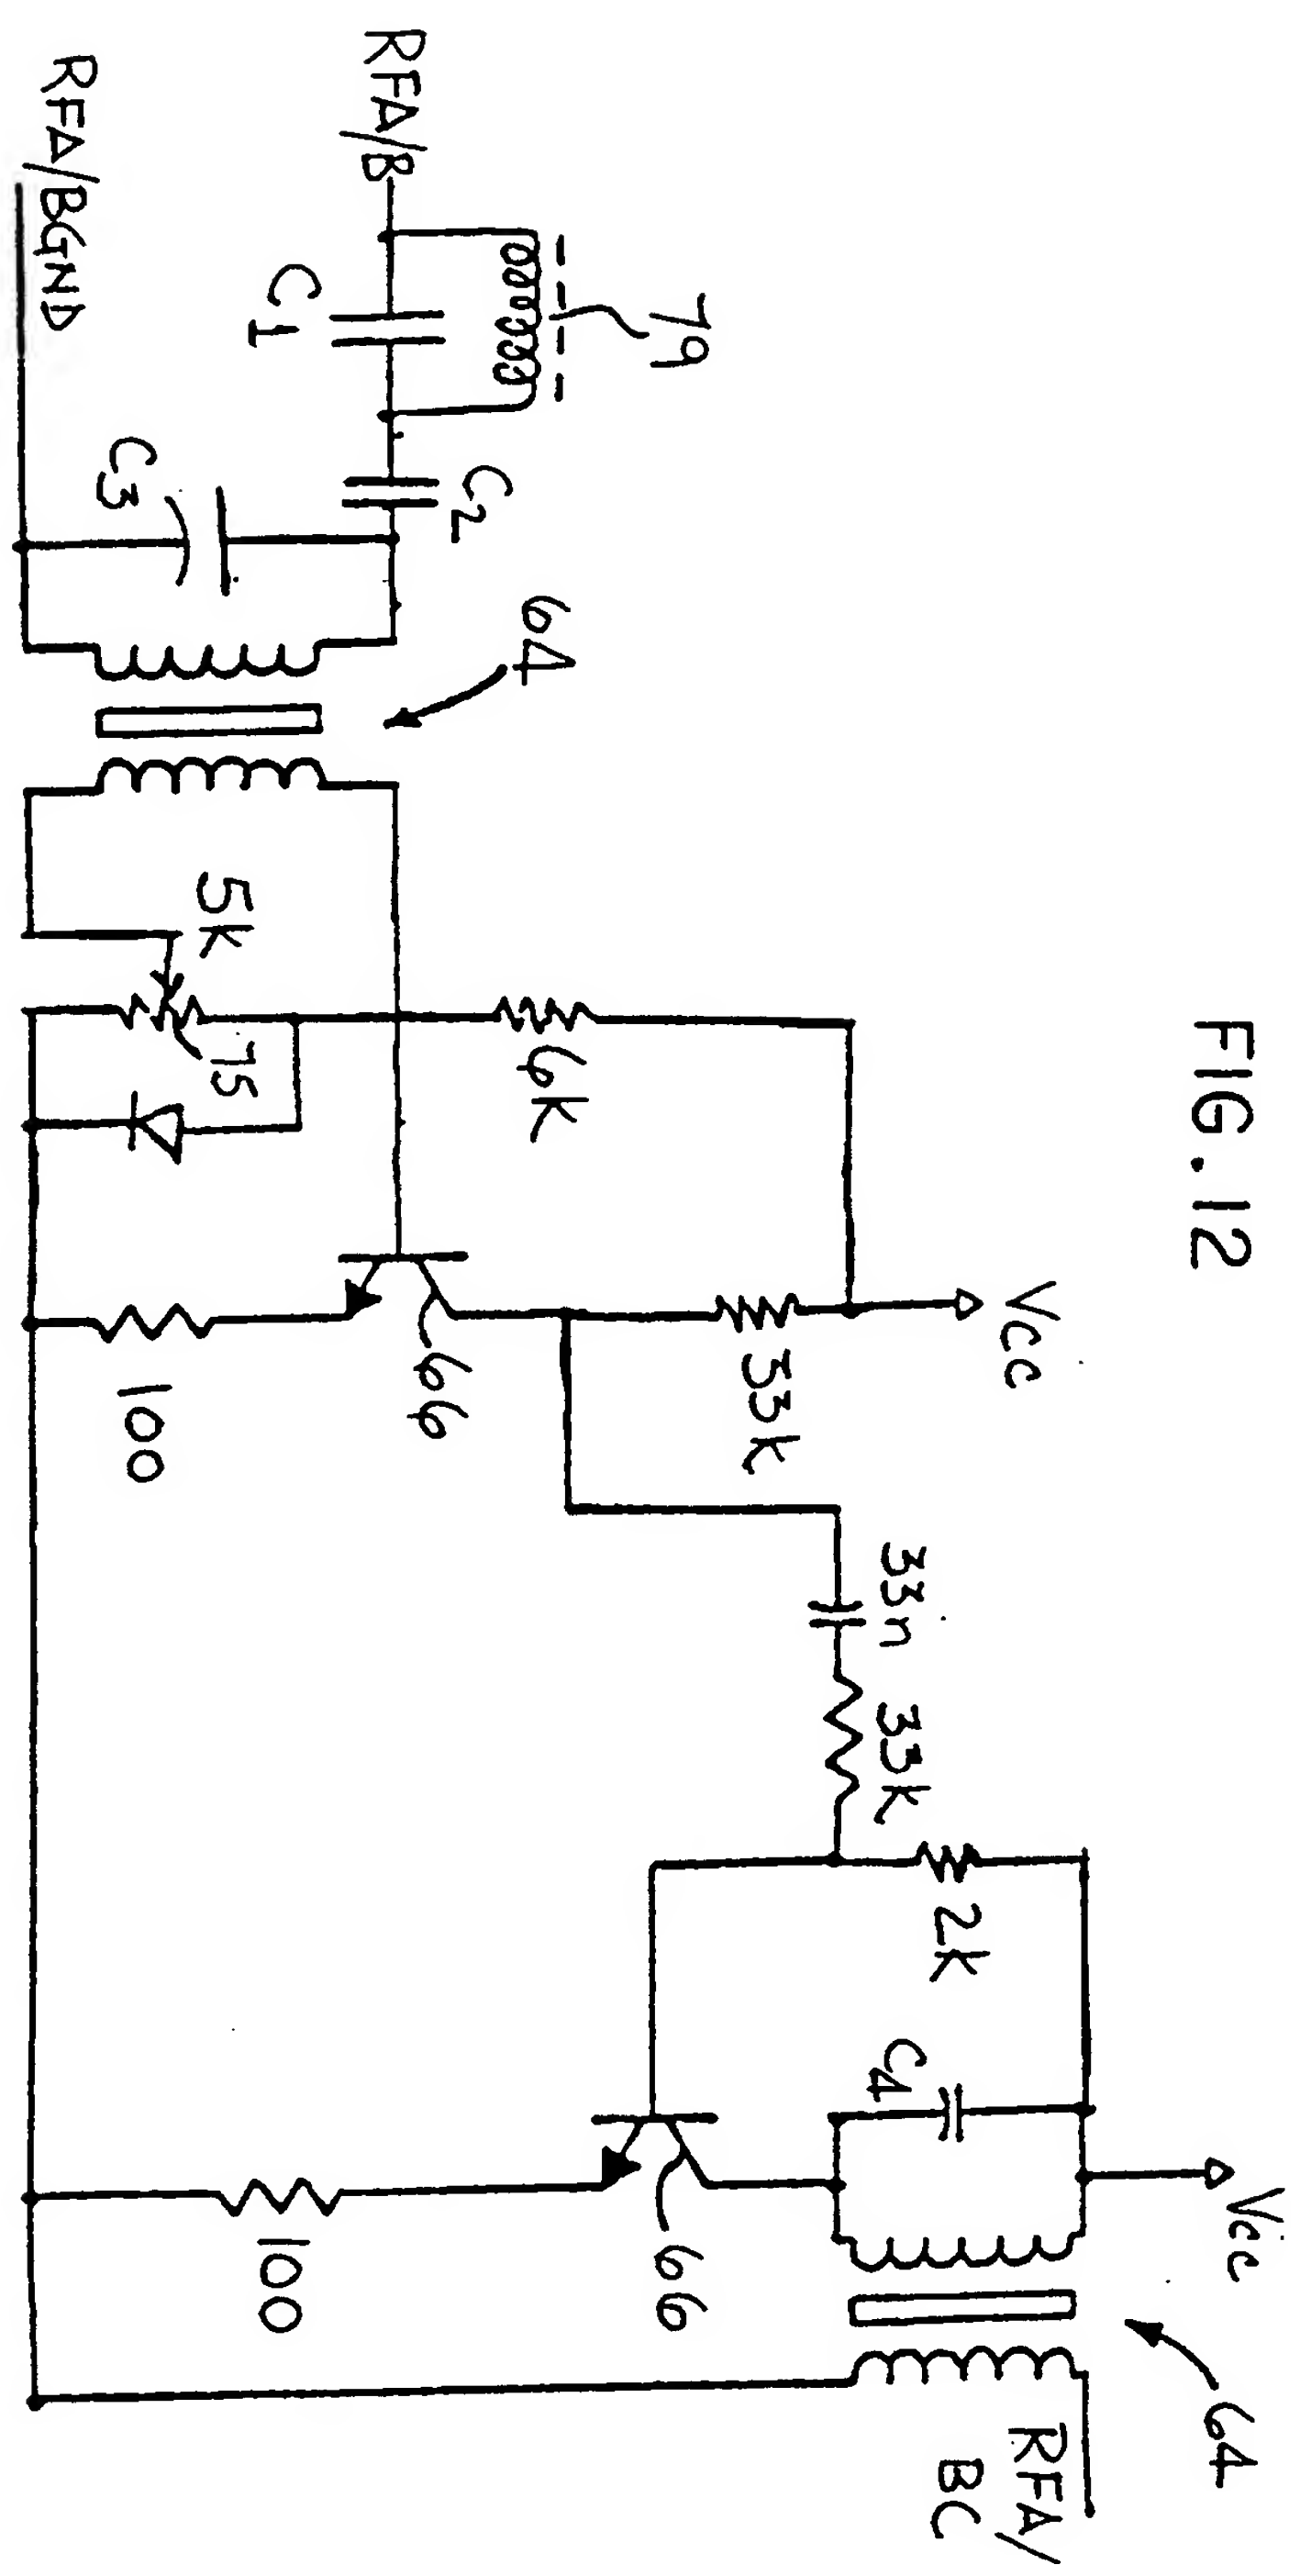 FIG.12
Vcc
64
Vcc
RFA/
BC
2K
33n
33k
C4
33k
79
66
6K
64
C2
66
RFA/B
C1
100
75
5k
100
C3
RFA/BGND